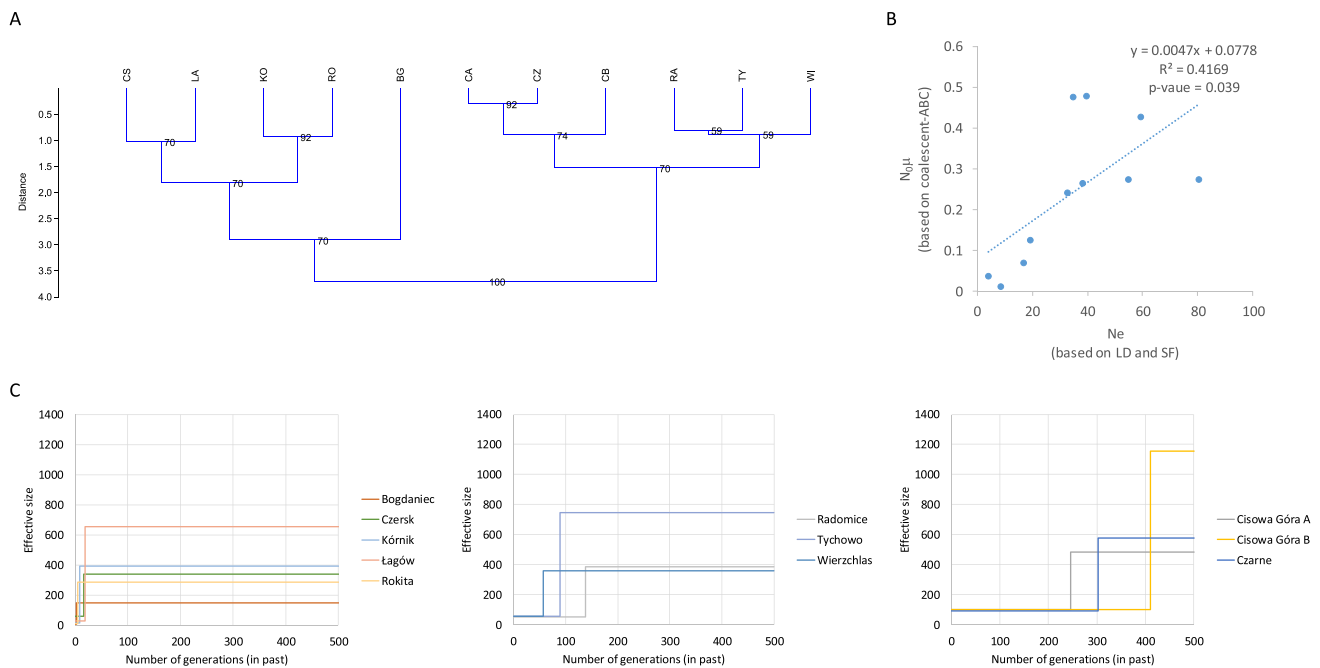 A
CS
LA
KO
RO
BG
CA
CZ
CB
RA
TY
WI
0.5
1.0
1.5
2.0
2.5
3.0
3.5
4.0
Distance
92
59
92
74
59
70
70
70
70
100
B
y = 0.0047x + 0.0778
R² = 0.4169
p-vaue = 0.039
0.6
0.5
0.4
0.3
0.2
0.1
0
N₀μ
(based on coalescent-ABC)
0 20 40 60 80 100
Ne
(based on LD and SF)
C
1400
1200
1000
800
600
400
200
0
Effective size
0 100 200 300 400 500
Number of generations (in past)
Bogdaniec
Czersk
Kórnik
Łagów
Rokita
1400
1200
1000
800
600
400
200
0
Effective size
0 100 200 300 400 500
Number of generations (in past)
Radomice
Tychowo
Wierzchlas
1400
1200
1000
800
600
400
200
0
Effective size
0 100 200 300 400 500
Number of generations (in past)
Cisowa Góra A
Cisowa Góra B
Czarne